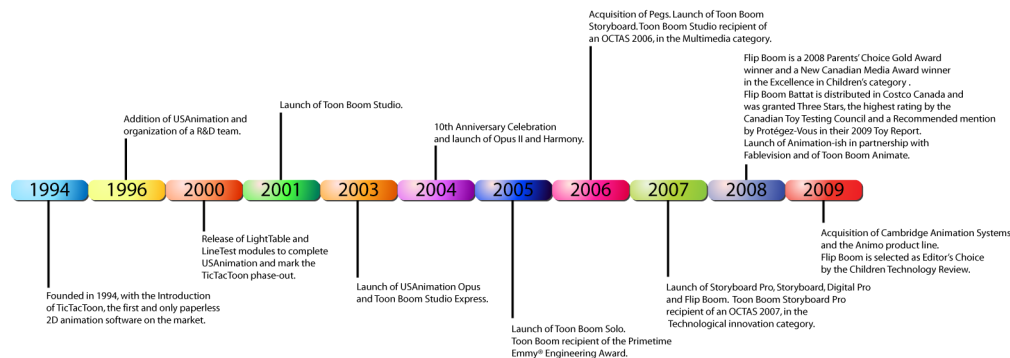 Acquisition of Pegs. Launch of Toon Boom
Storyboard. Toon Boom Studio recipient of
an OCTAS 2006, in the Multimedia category.
Flip Boom is a 2008 Parents' Choice Gold Award
winner and a New Canadian Media Award winner
in the Excellence in Children's category .
Flip Boom Battat is distributed in Costco Canada and
was granted Three Stars, the highest rating by the
Canadian Toy Testing Council and a Recommended mention
by Protégez-Vous in their 2009 Toy Report.
Launch of Animation-ish in partnership with
Fablevision and of Toon Boom Animate.
Launch of Toon Boom Studio.
Addition of USAnimation and
organization of a R&D team.
10th Anniversary Celebration
and launch of Opus II and Harmony.
1994 1996 2000 2001 2003 2004 2005 2006 2007 2008 2009
Release of LightTable and
LineTest modules to complete
USAnimation and mark the
TicTacToon phase-out.
Acquisition of Cambridge Animation Systems
and the Animo product line.
Flip Boom is selected as Editor's Choice
by the Children Technology Review.
Founded in 1994, with the Introduction
of TicTacToon, the first and only paperless
2D animation software on the market.
Launch of USAnimation Opus
and Toon Boom Studio Express.
Launch of Storyboard Pro, Storyboard, Digital Pro
and Flip Boom. Toon Boom Storyboard Pro
recipient of an OCTAS 2007, in the
Technological innovation category.
Launch of Toon Boom Solo.
Toon Boom recipient of the Primetime
Emmy® Engineering Award.